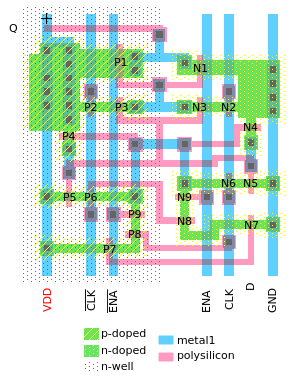 Q
P1 N1
P2 P3 N3 N2
P4 N4
P5 P6 N9 N6 N5
P9 N8 N7
P8
P7
VDD CLK ENA ENA CLK D GND
p-doped metal1
n-doped polysilicon
n-well